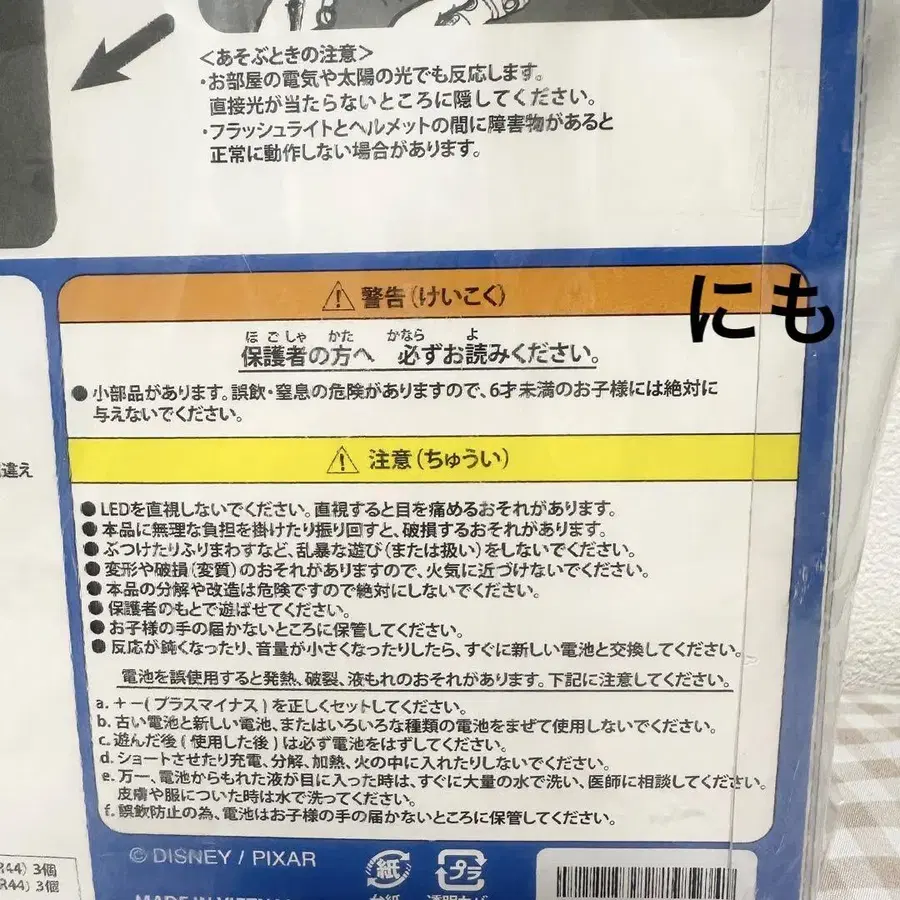 <あそぶときの注意>
・お部屋の電気や太陽の光でも反応します。
直接光が当たらないところに隠してください。
・フラッシュライトとヘルメットの間に障害物があると
正常に動作しない場合があります。
警告(けいこく)
にも
ほごしゃ かた かなら よ
保護者の方へ 必ずお読みください。
●小部品があります。誤飲・窒息の危険がありますので、6才未満のお子様には絶対に
与えないでください。
違え
注意(ちゅうい)
●LEDを直視しないでください。直視すると目を痛めるおそれがあります。
●本品に無理な負担を掛けたり振り回すと、破損するおそれがあります。
●ぶつけたりふりまわすなど、乱暴な遊び(または扱い)をしないでください。
●変形や破損(変質)のおそれがありますので、火気に近づけないでください。
●本品の分解や改造は危険ですので絶対にしないでください。
●保護者のもとで遊ばせてください。
●お子様の手の届かないところに保管してください。
●反応が鈍くなったり、音量が小さくなったりしたら、すぐに新しい電池と交換してください。
電池を誤使用すると発熱、破裂、液もれのおそれがあります。下記に注意してください。
a.+−(プラスマイナス)を正しくセットしてください。
b.古い電池と新しい電池、またはいろいろな種類の電池をまぜて使用しないでください。
c.遊んだ後(使用した後)は必ず電池をはずしてください。
d.ショートさせたり充電、分解、加熱、火の中に入れたりしないでください。
e.万一、電池からもれた液が目に入った時は、すぐに大量の水で洗い、医師に相談してください。
皮膚や服についた時は水で洗ってください。
f.誤飲防止の為、電池はお子様の手の届かないところに保管してください。
R44) 3個
R44) 3個
© DISNEY / PIXAR
紙
プラ
台紙
MADE IN